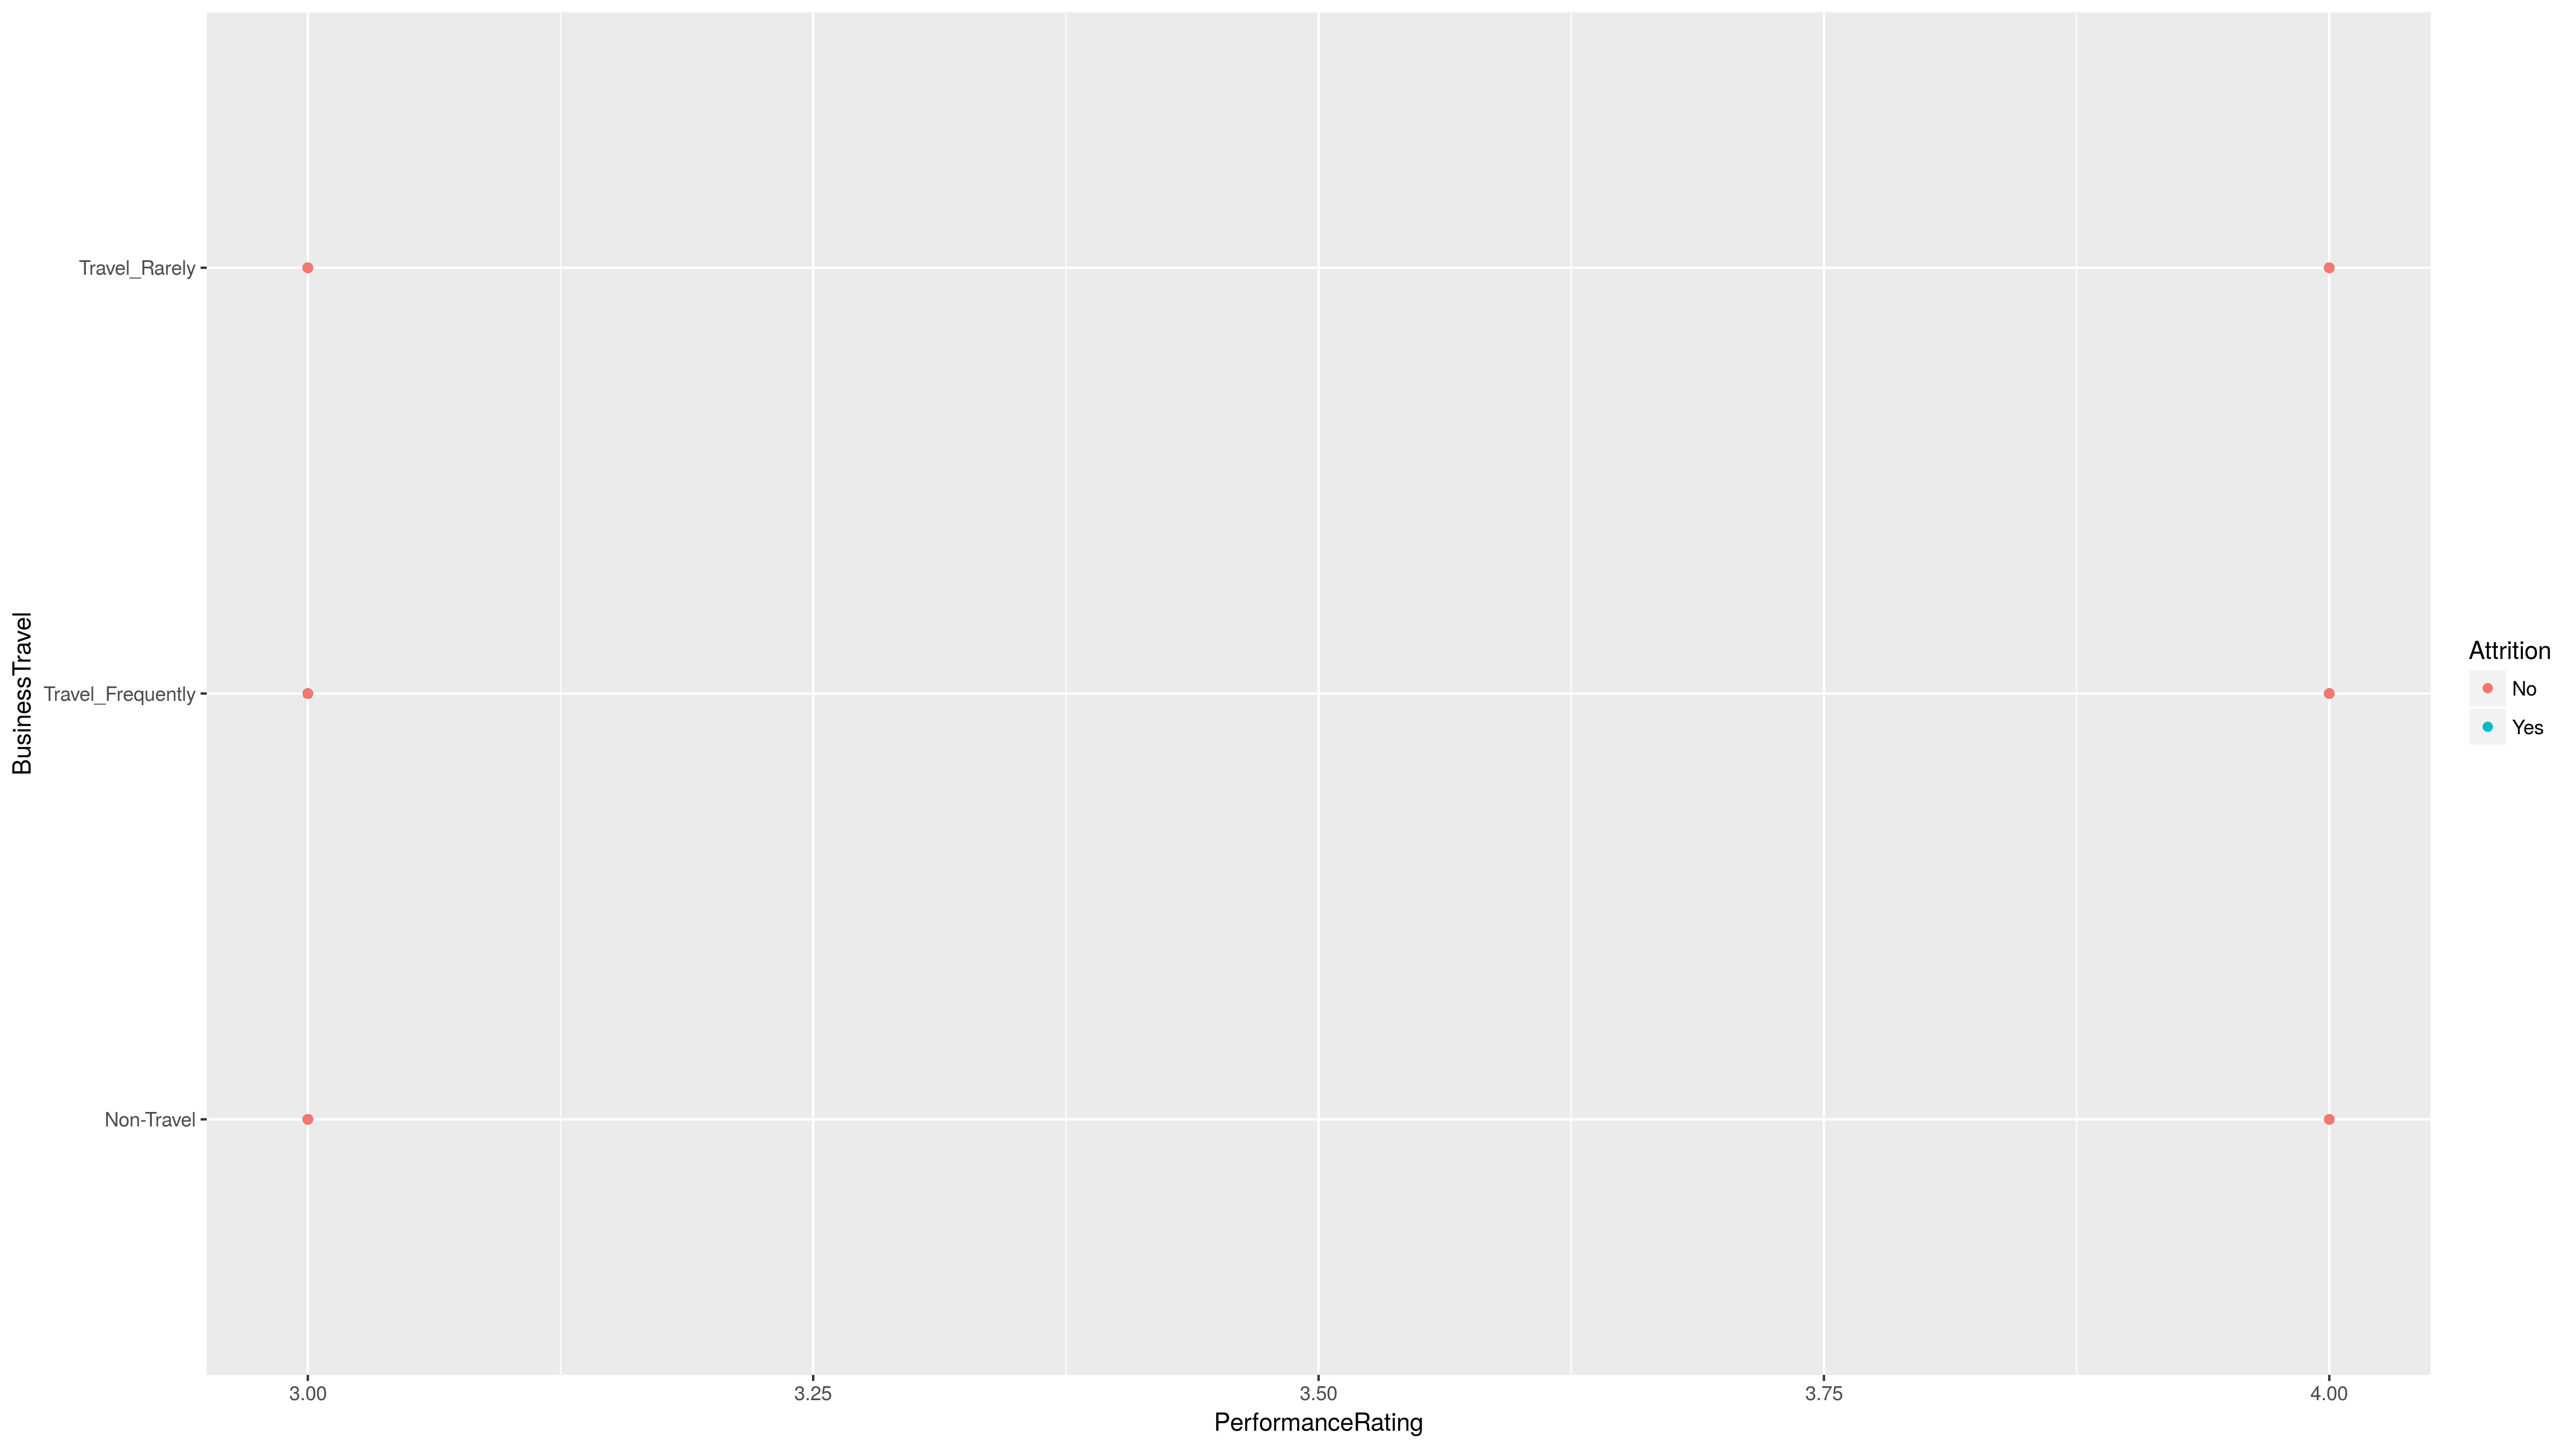 BusinessTravel
Travel_Rarely
Travel_Frequently
Non-Travel
3.00
3.25
3.50
3.75
4.00
PerformanceRating
Attrition
No
Yes